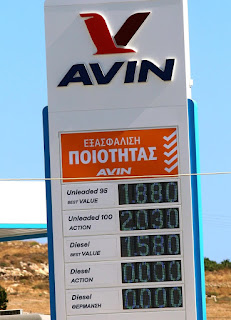 AVIN
ΕΞΑΣΦΑΛΙΣΗ
ΠΟΙΟΤΗΤΑΣ
AVIN
Unleaded 95
BEST VALUE
1.880
Unleaded 100
ACTION
2.030
Diesel
BEST VALUE
1.580
Diesel
ACTION
0.000
Diesel
ΘΕΡΜΑΝΣΗ
0.000